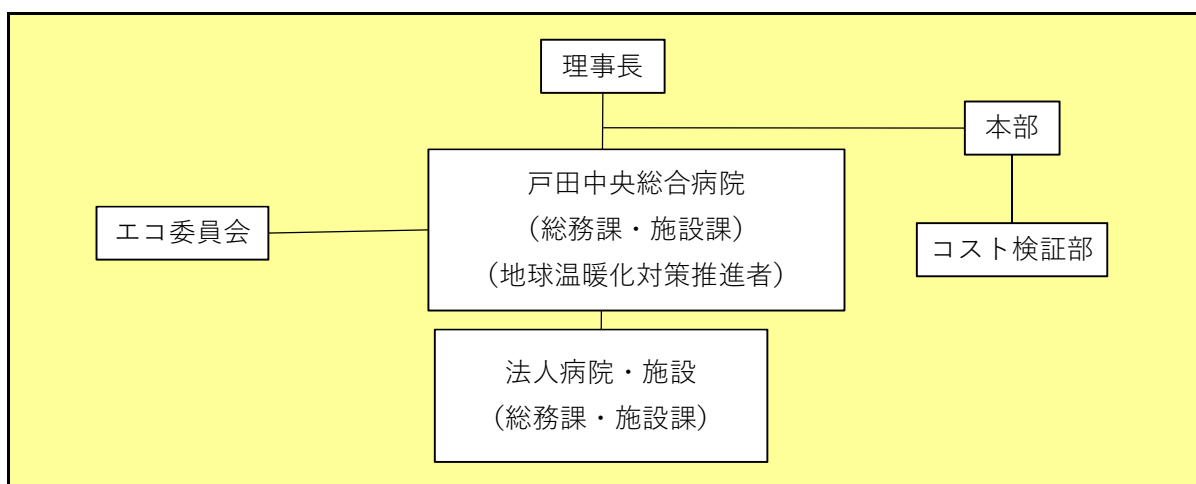 理事長
本部
戸田中央総合病院
(総務課・施設課)
(地球温暖化対策推進者)
エコ委員会
コスト検証部
法人病院・施設
(総務課・施設課)